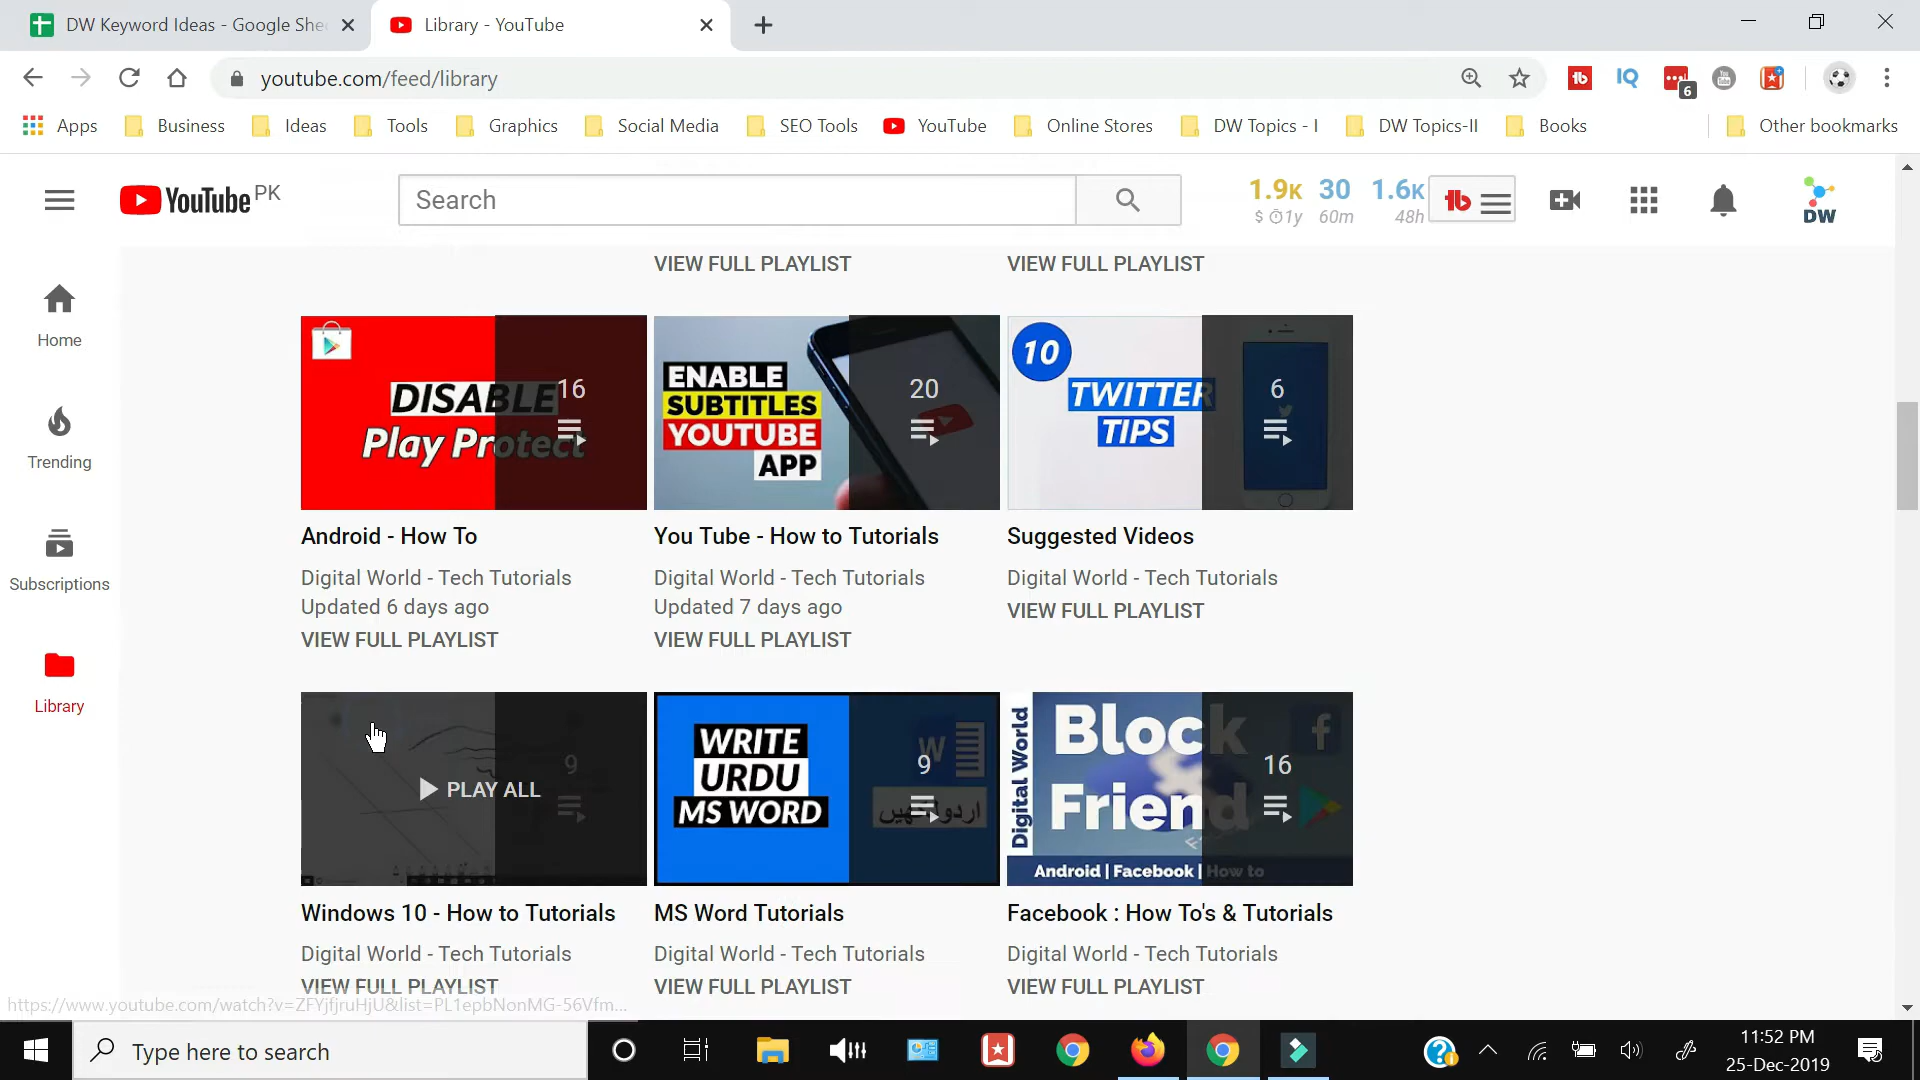 DW Keyword Ideas - Google She
Library - YouTube
youtube.com/feed/library
6
Apps
Business
Ideas
Tools
Graphics
Social Media
SEO Tools
YouTube
Online Stores
DW Topics - I
DW Topics-II
Books
Other bookmarks
YouTube PK
Search
1.9K 30 1.6K
$ 1y 60m 48h
DW
VIEW FULL PLAYLIST
VIEW FULL PLAYLIST
Home
Trending
Subscriptions
Library
DISABLE
Play Protect
16
ENABLE
SUBTITLES
YOUTUBE
APP
20
10
TWITTER
TIPS
6
Android - How To
Digital World - Tech Tutorials
Updated 6 days ago
VIEW FULL PLAYLIST
You Tube - How to Tutorials
Digital World - Tech Tutorials
Updated 7 days ago
VIEW FULL PLAYLIST
Suggested Videos
Digital World - Tech Tutorials
VIEW FULL PLAYLIST
PLAY ALL
9
WRITE
URDU
MS WORD
W
اردو لکھیں
9
Digital World
Block
Friend
Android | Facebook | How to
16
Windows 10 - How to Tutorials
Digital World - Tech Tutorials
VIEW FULL PLAYLIST
MS Word Tutorials
Digital World - Tech Tutorials
VIEW FULL PLAYLIST
Facebook : How To's & Tutorials
Digital World - Tech Tutorials
VIEW FULL PLAYLIST
https://www.youtube.com/watch?v=ZFYjfjruHjU&list=PL1epbNonMG-56Vfm...
Type here to search
11:52 PM
25-Dec-2019